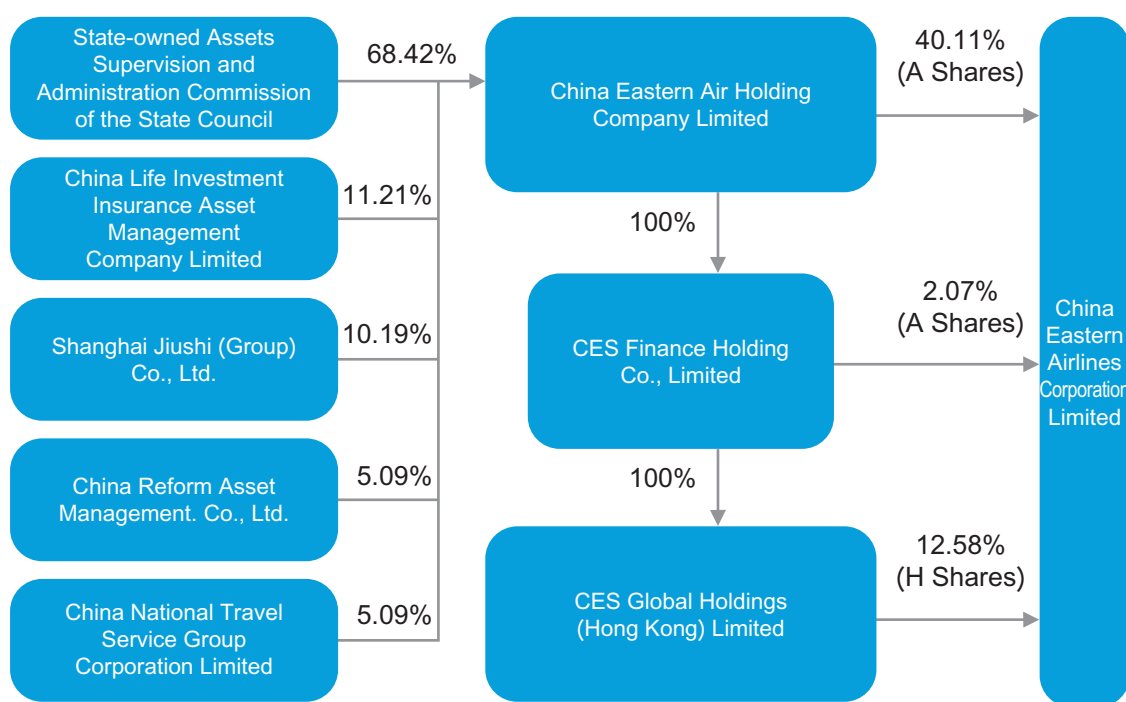 State-owned Assets
Supervision and
Administration Commission
of the State Council
68.42%
China Life Investment
Insurance Asset
Management
Company Limited
11.21%
Shanghai Jiushi (Group)
Co., Ltd.
10.19%
China Reform Asset
Management. Co., Ltd.
5.09%
China National Travel
Service Group
Corporation Limited
5.09%
China Eastern Air Holding
Company Limited
40.11%
(A Shares)
100%
CES Finance Holding
Co., Limited
2.07%
(A Shares)
100%
CES Global Holdings
(Hong Kong) Limited
12.58%
(H Shares)
China
Eastern
Airlines
Corporation
Limited